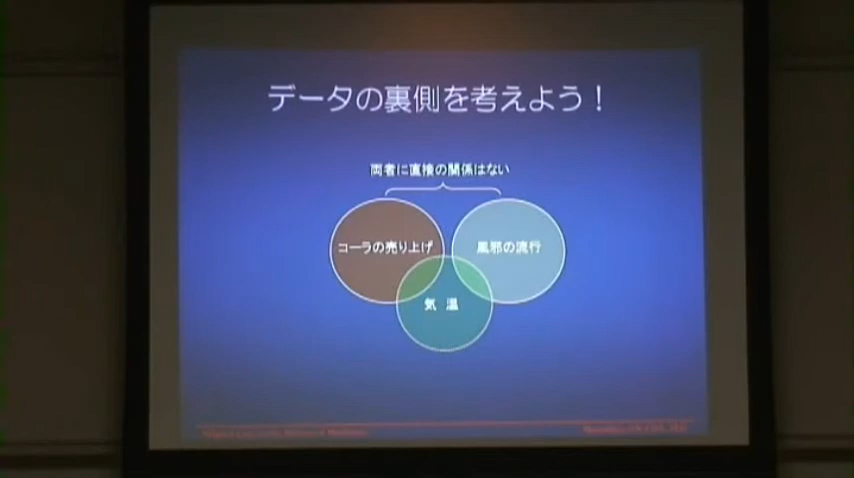 データの裏側を考えよう！
両者に直接の関係はない
コーラの売り上げ
風邪の流行
気　温